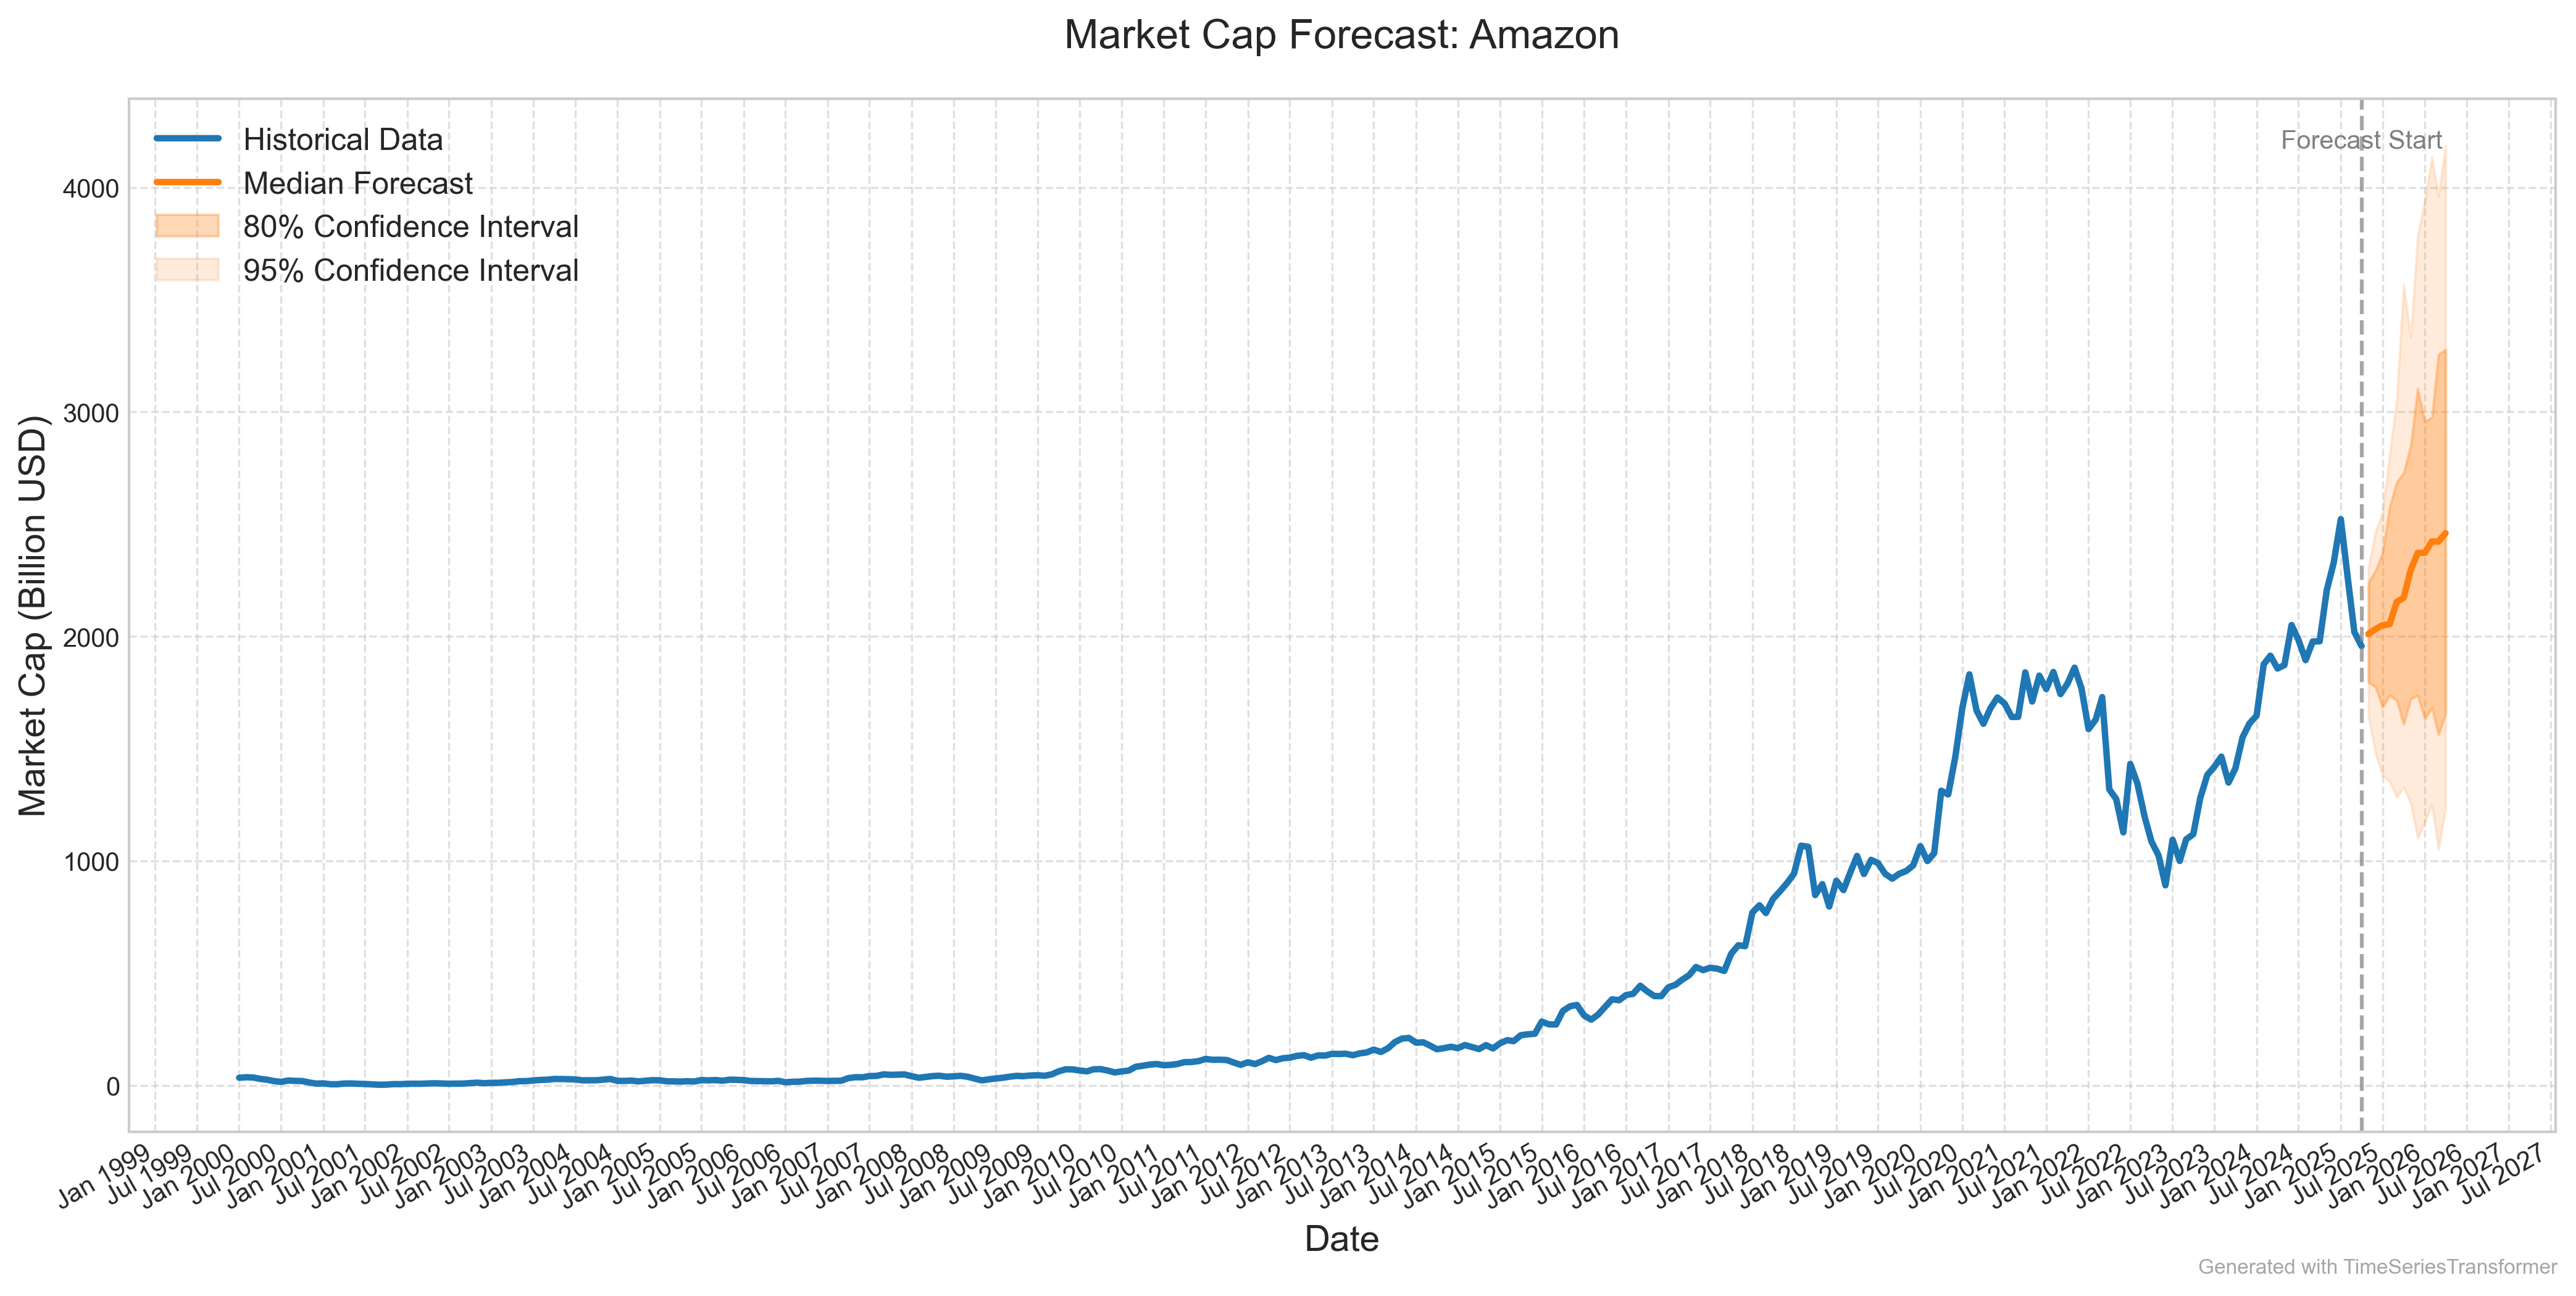 Market Cap Forecast: Amazon
Historical Data
Median Forecast
80% Confidence Interval
95% Confidence Interval
Forecast Start
Market Cap (Billion USD)
4000
3000
2000
1000
0
Jan 1999
Jul 1999
Jan 2000
Jul 2000
Jan 2001
Jul 2001
Jan 2002
Jul 2002
Jan 2003
Jul 2003
Jan 2004
Jul 2004
Jan 2005
Jul 2005
Jan 2006
Jul 2006
Jan 2007
Jul 2007
Jan 2008
Jul 2008
Jan 2009
Jul 2009
Jan 2010
Jul 2010
Jan 2011
Jul 2011
Jan 2012
Jul 2012
Jan 2013
Jul 2013
Jan 2014
Jul 2014
Jan 2015
Jul 2015
Jan 2016
Jul 2016
Jan 2017
Jul 2017
Jan 2018
Jul 2018
Jan 2019
Jul 2019
Jan 2020
Jul 2020
Jan 2021
Jul 2021
Jan 2022
Jul 2022
Jan 2023
Jul 2023
Jan 2024
Jul 2024
Jan 2025
Jul 2025
Jan 2026
Jul 2026
Jan 2027
Jul 2027
Date
Generated with TimeSeriesTransformer